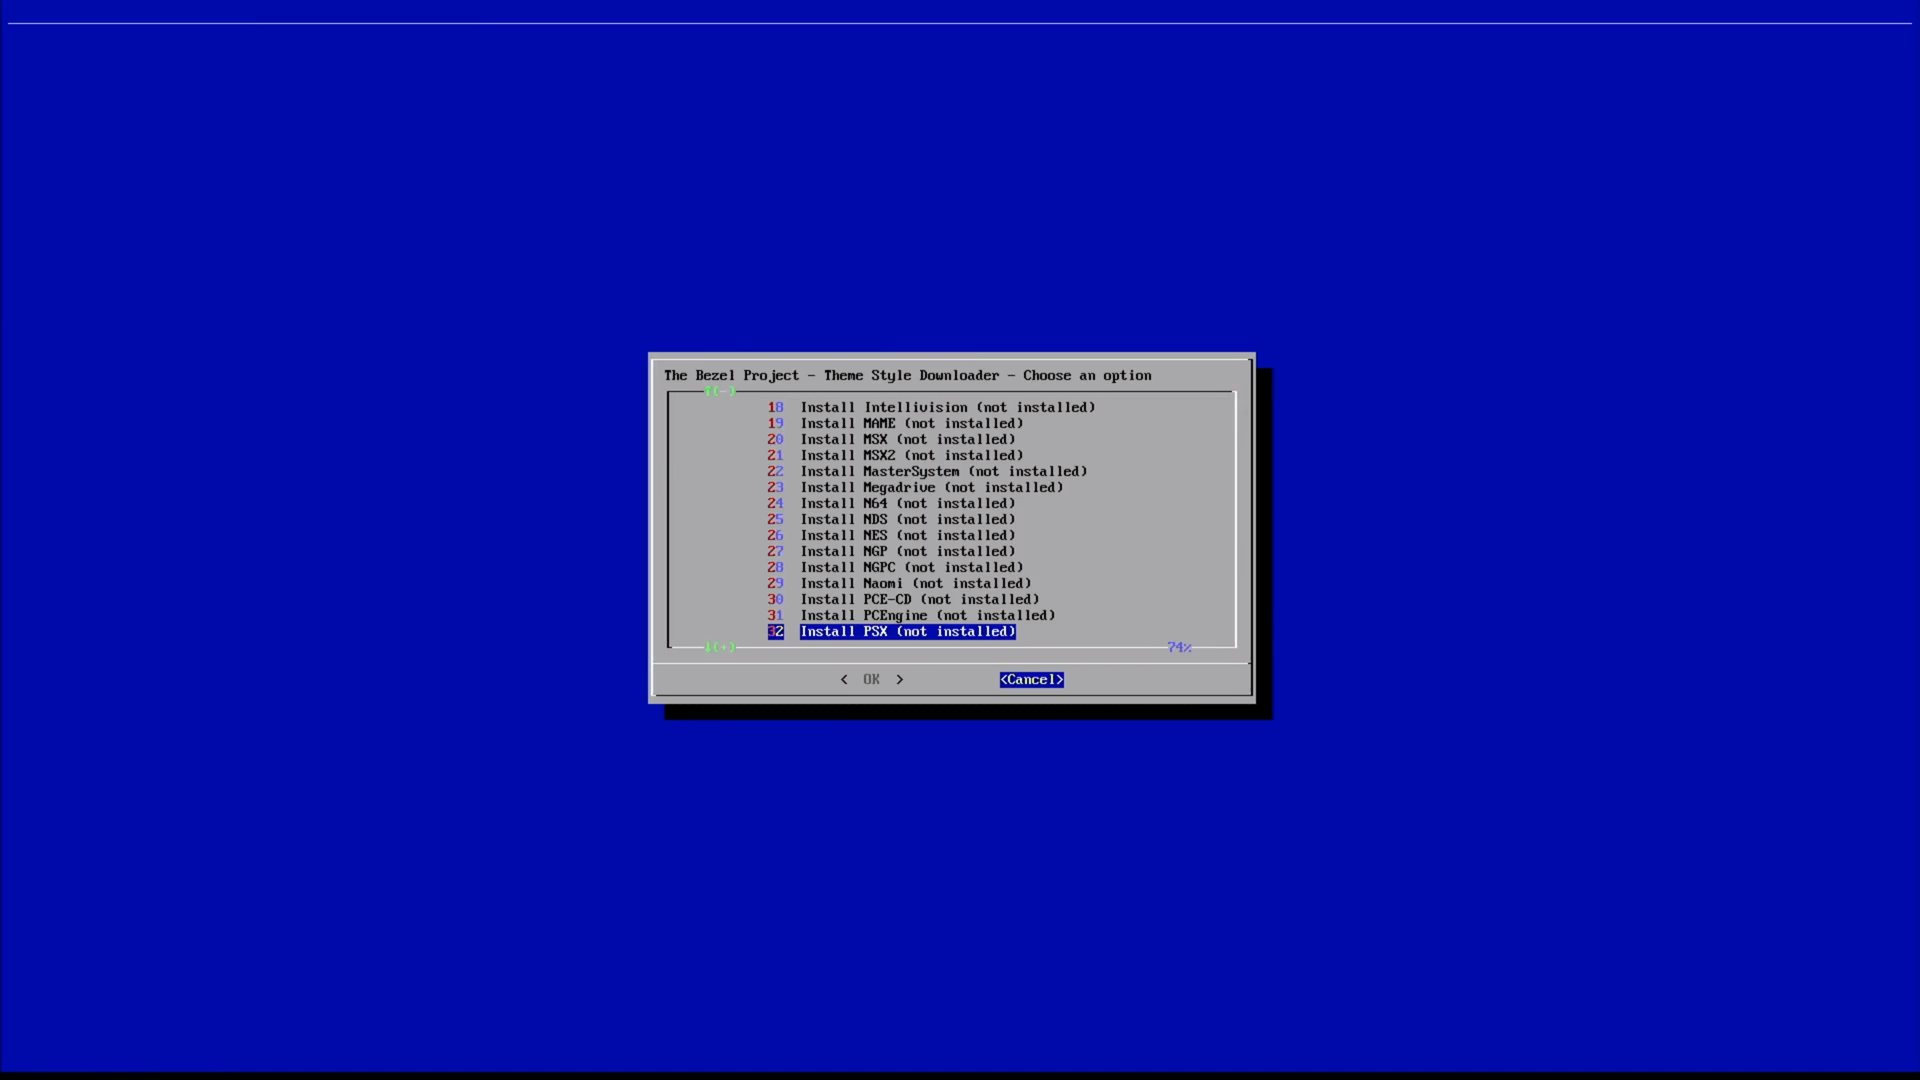 The Bezel Project - Theme Style Downloader - Choose an option
↑(-)
18 Install Intellivision (not installed)
19 Install MAME (not installed)
20 Install MSX (not installed)
21 Install MSX2 (not installed)
22 Install MasterSystem (not installed)
23 Install Megadrive (not installed)
24 Install N64 (not installed)
25 Install NDS (not installed)
26 Install NES (not installed)
27 Install NGP (not installed)
28 Install NGPC (not installed)
29 Install Naomi (not installed)
30 Install PCE-CD (not installed)
31 Install PCEngine (not installed)
32 Install PSX (not installed)
↓(+) 74%
< OK > <Cancel>